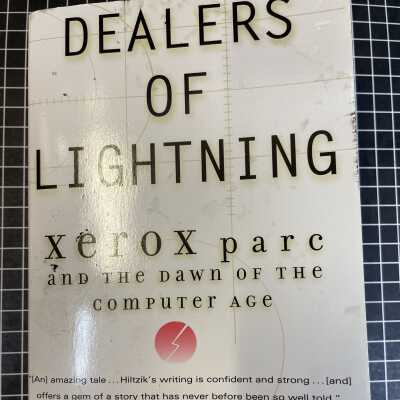 DEALERS
OF
LIGHTNING
xerox parc
AND THE DAWN OF THE
COMPUTER AGE
"[An] amazing tale . . . Hiltzik's writing is confident and strong . . . [and]
offers a gem of a story that has never before been so well told."